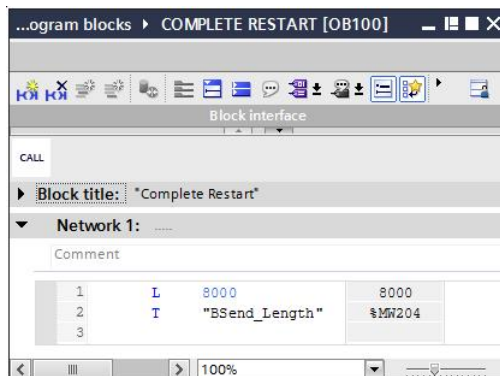 ...ogram blocks ▸ COMPLETE RESTART [OB100]
Block interface
CALL
Block title: "Complete Restart"
Network 1: .....
Comment
1 L 8000 8000
2 T "BSend_Length" %MW204
3
100%